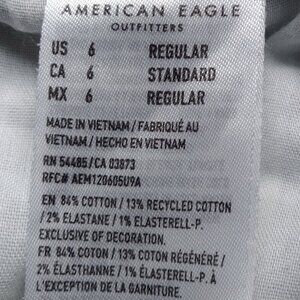 AMERICAN EAGLE
OUTFITTERS
US 6 REGULAR
CA 6 STANDARD
MX 6 REGULAR
MADE IN VIETNAM / FABRIQUÉ AU
VIETNAM / HECHO EN VIETNAM
RN 54485/CA 03873
RFC# AEM120605U9A
EN 84% COTTON / 13% RECYCLED COTTON
/ 2% ELASTANE / 1% ELASTERELL-P.
EXCLUSIVE OF DECORATION.
FR 84% COTON / 13% COTON RÉGÉNÉRÉ /
2% ÉLASTHANNE / 1% ÉLASTERELL-P. À
L'EXCEPTION DE LA GARNITURE.